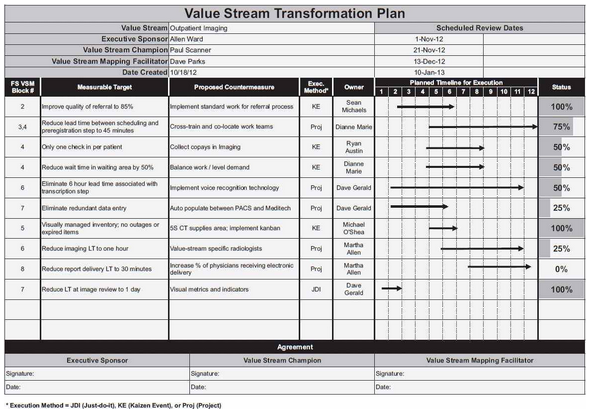 Value Stream Transformation Plan
Value Stream Outpatient Imaging Scheduled Review Dates
Executive Sponsor Allen Ward 1-Nov-12
Value Stream Champion Paul Scanner 21-Nov-12
Value Stream Mapping Facilitator Dave Parks 13-Dec-12
Date Created 10/18/12 10-Jan-13
FS VSM Block # Measurable Target Proposed Countermeasure Exec. Method* Owner Planned Timeline for Execution Status
1 2 3 4 5 6 7 8 9 10 11 12
2 Improve quality of referral to 85% Implement standard work for referral process KE Sean Michaels 100%
3,4 Reduce lead time between scheduling and preregistration step to 45 minutes Cross-train and co-locate work teams Proj Dianne Marie 75%
4 Only one check in per patient Collect copays in Imaging KE Ryan Austin 50%
4 Reduce wait time in waiting area by 50% Balance work / level demand KE Dianne Marie 50%
6 Eliminate 6 hour lead time associated with transcription step Implement voice recognition technology Proj Dave Gerald 50%
7 Eliminate redundant data entry Auto populate between PACS and Meditech Proj Dave Gerald 25%
5 Visually managed inventory; no outages or expired items 5S CT supplies area; implement kanban KE Michael O'Shea 100%
6 Reduce imaging LT to one hour Value-stream specific radiologists Proj Martha Allen 25%
8 Reduce report delivery LT to 30 minutes Increase % of physicians receiving electronic delivery Proj Martha Allen 0%
7 Reduce LT at image review to 1 day Visual metrics and indicators JDI Dave Gerald 100%
Agreement
Executive Sponsor Value Stream Champion Value Stream Mapping Facilitator
Signature: Signature: Signature:
Date: Date: Date:
* Execution Method = JDI (Just-do-it), KE (Kaizen Event), or Proj (Project)